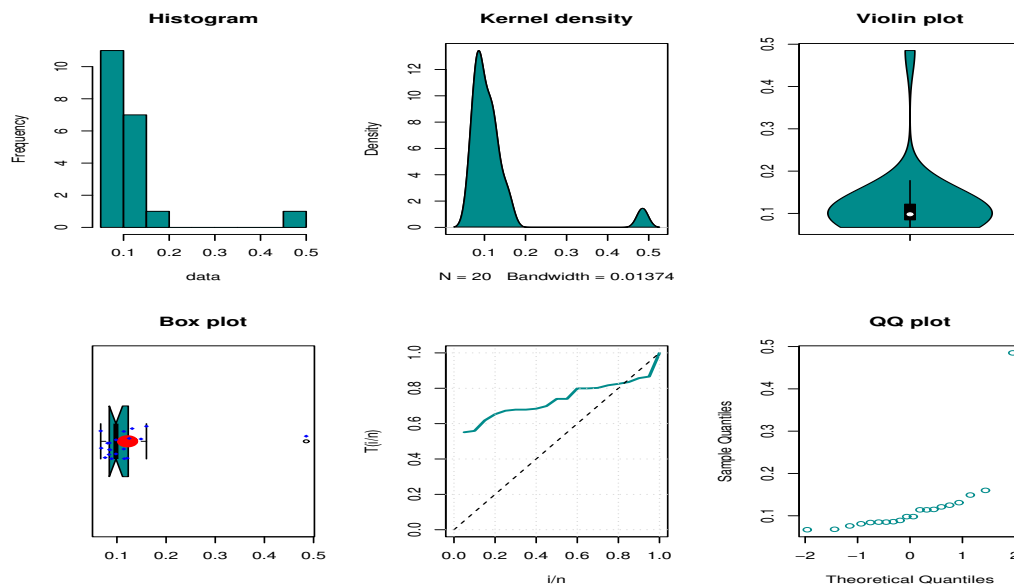 Histogram
Frequency
0 2 4 6 8 10
0.1 0.2 0.3 0.4 0.5
data
Kernel density
Density
0 2 4 6 8 12
0.1 0.2 0.3 0.4 0.5
N = 20 Bandwidth = 0.01374
Violin plot
0.1 0.2 0.3 0.4 0.5
Box plot
0.1 0.2 0.3 0.4 0.5
T(i/n)
0.0 0.2 0.4 0.6 0.8 1.0
0.0 0.2 0.4 0.6 0.8 1.0
i/n
QQ plot
Sample Quantiles
0.1 0.2 0.3 0.4 0.5
−2 −1 0 1 2
Theoretical Quantiles